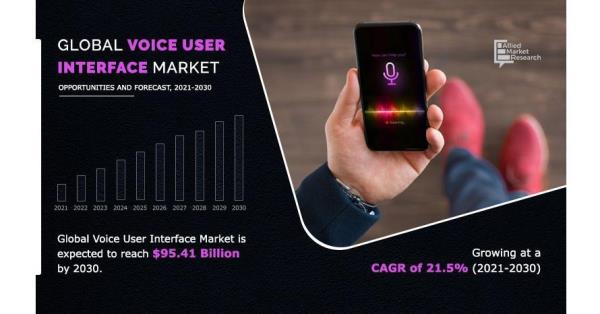 GLOBAL VOICE USER
INTERFACE MARKET
OPPORTUNITIES AND FORECAST, 2021-2030
Allied
Market
Research
2021 2022 2023 2024 2025 2026 2027 2028 2029 2030
Global Voice User Interface Market is
expected to reach $95.41 Billion
by 2030.
Growing at a
CAGR of 21.5% (2021-2030)